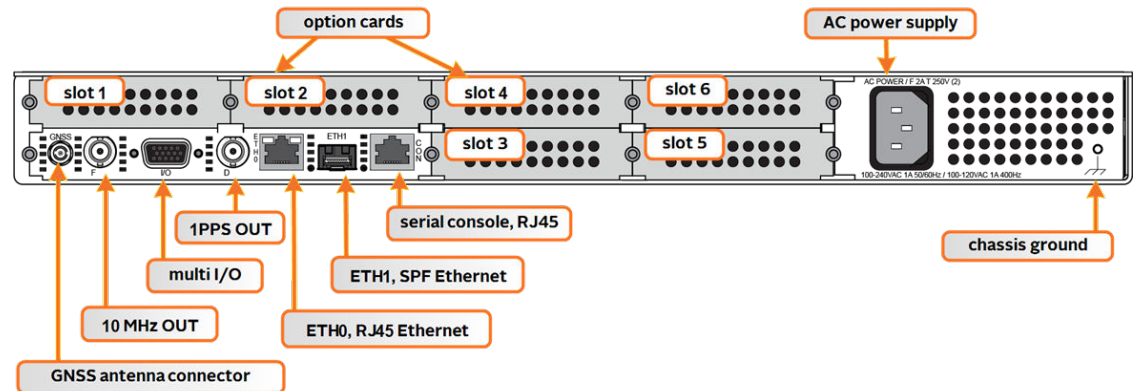 option cards
AC power supply
AC POWER / F 2A T 250V (2)
slot 1
slot 2
slot 4
slot 6
GNSS
ETH0
ETH1
CON
slot 3
slot 5
F
I/O
D
100-240VAC 1A 50/60Hz / 100-120VAC 1A 400Hz
1PPS OUT
serial console, RJ45
chassis ground
multi I/O
ETH1, SPF Ethernet
10 MHz OUT
ETH0, RJ45 Ethernet
GNSS antenna connector